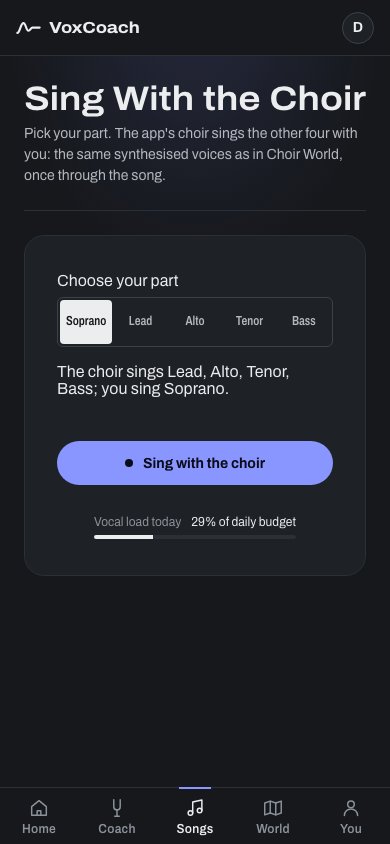 VoxCoach
D
Sing With the Choir
Pick your part. The app's choir sings the other four with
you: the same synthesised voices as in Choir World,
once through the song.
Choose your part
Soprano Lead Alto Tenor Bass
The choir sings Lead, Alto, Tenor,
Bass; you sing Soprano.
Sing with the choir
Vocal load today 29% of daily budget
Home Coach Songs World You